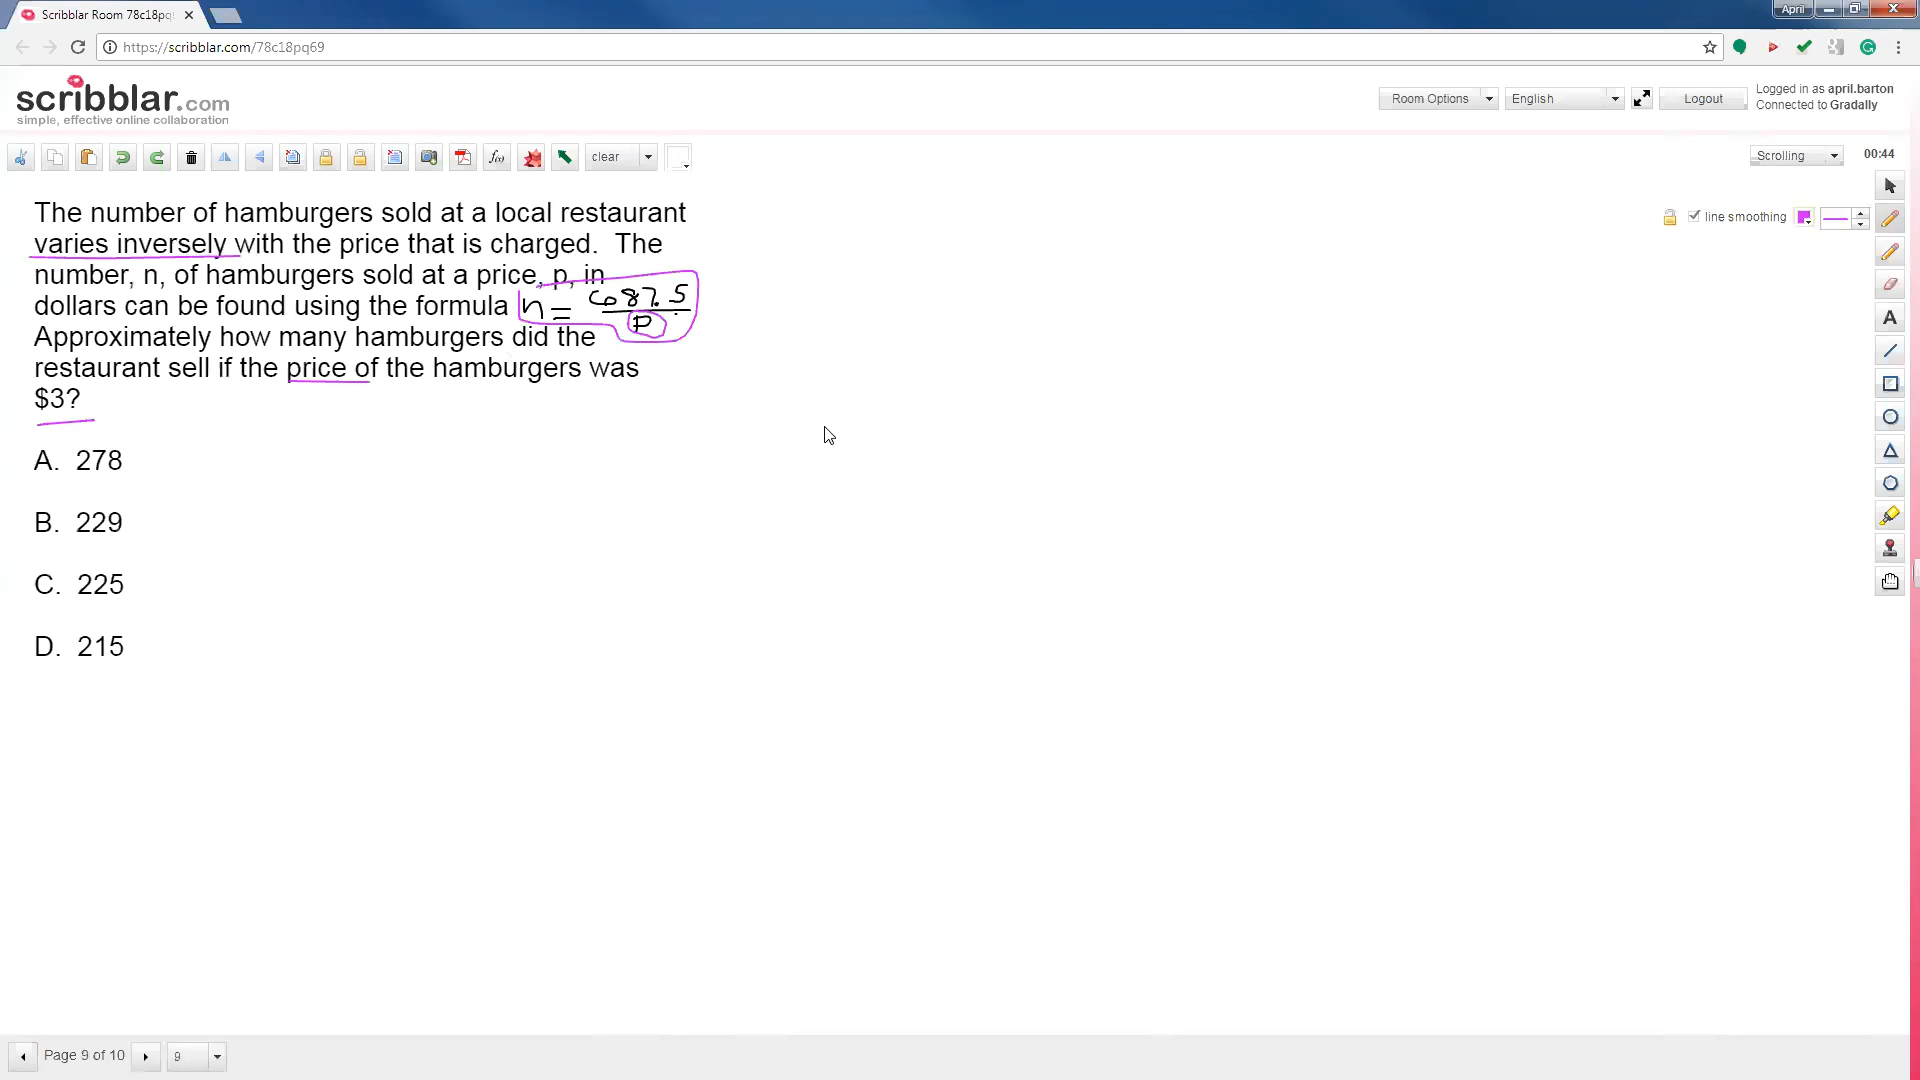 Scribblar Room 78c18pq
April
https://scribblar.com/78c18pq69
scribblar.com
simple, effective online collaboration
Room Options
English
Logout
Logged in as april.barton
Connected to Gradally
f(x)
clear
Scrolling
00:44
line smoothing
A
The number of hamburgers sold at a local restaurant
varies inversely with the price that is charged. The
number, n, of hamburgers sold at a price, p, in
dollars can be found using the formula n = 687.5 / p
Approximately how many hamburgers did the
restaurant sell if the price of the hamburgers was
$3?
A. 278
B. 229
C. 225
D. 215
Page 9 of 10
9